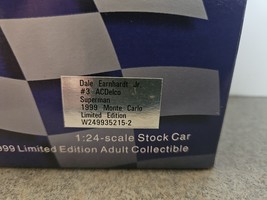 Dale Earnhardt Jr.
#3 ACDelco
Superman
1999 Monte Carlo
Limited Edition
W249935215-2
1:24-scale Stock Car
999 Limited Edition Adult Collectible